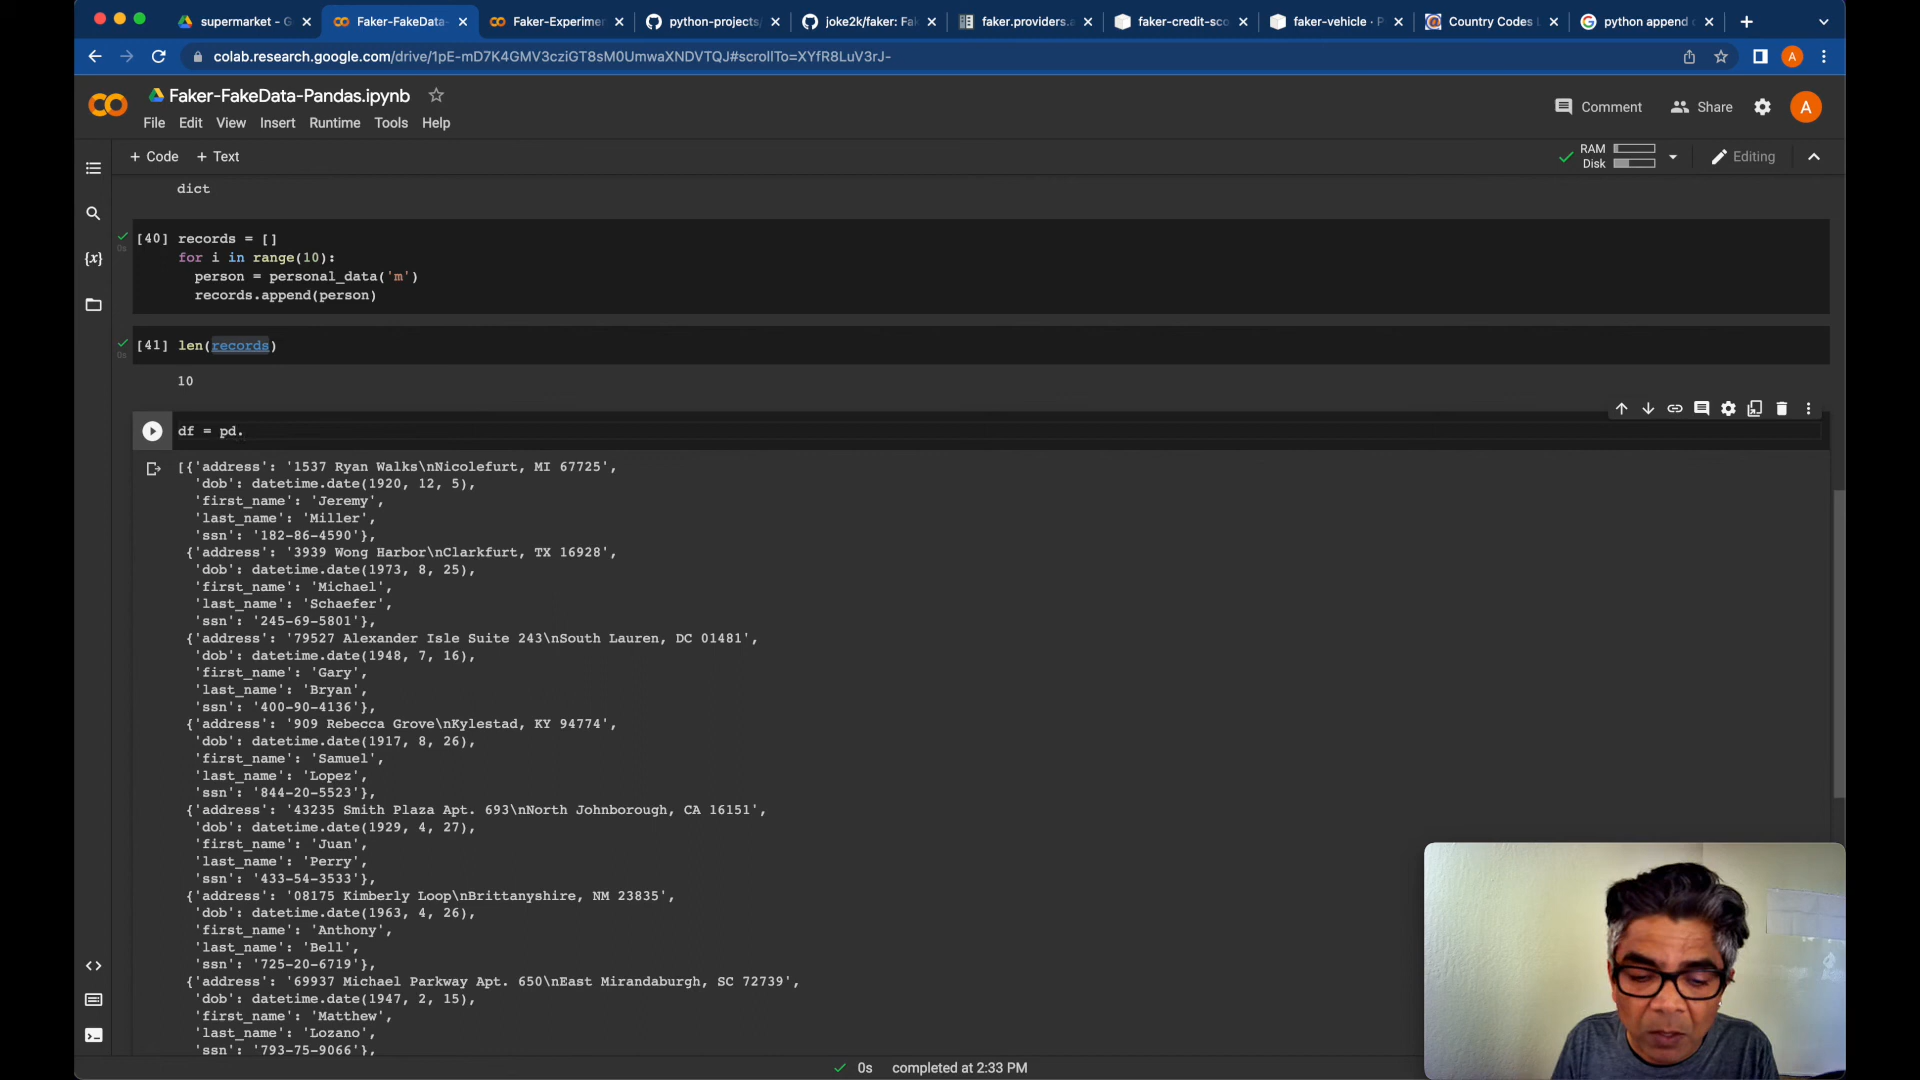 supermarket - G
Faker-FakeData-
Faker-Experimen
python-projects/
joke2k/faker: Fak
faker.providers.a
faker-credit-sco
faker-vehicle · P
Country Codes
python append
colab.research.google.com/drive/1pE-mD7K4GMV3cziGT8sM0UmwaXNDVTQJ#scrollTo=XYfR8LuV3rJ-
A
Faker-FakeData-Pandas.ipynb
File Edit View Insert Runtime Tools Help
Comment
Share
A
+ Code + Text
RAM
Disk
Editing
dict
[40] records = []
for i in range(10):
person = personal_data('m')
records.append(person)
0s
[41] len(records)
0s
10
df = pd.
[{'address': '1537 Ryan Walks\nNicolefurt, MI 67725',
'dob': datetime.date(1920, 12, 5),
'first_name': 'Jeremy',
'last_name': 'Miller',
'ssn': '182-86-4590'},
{'address': '3939 Wong Harbor\nClarkfurt, TX 16928',
'dob': datetime.date(1973, 8, 25),
'first_name': 'Michael',
'last_name': 'Schaefer',
'ssn': '245-69-5801'},
{'address': '79527 Alexander Isle Suite 243\nSouth Lauren, DC 01481',
'dob': datetime.date(1948, 7, 16),
'first_name': 'Gary',
'last_name': 'Bryan',
'ssn': '400-90-4136'},
{'address': '909 Rebecca Grove\nKylestad, KY 94774',
'dob': datetime.date(1917, 8, 26),
'first_name': 'Samuel',
'last_name': 'Lopez',
'ssn': '844-20-5523'},
{'address': '43235 Smith Plaza Apt. 693\nNorth Johnborough, CA 16151',
'dob': datetime.date(1929, 4, 27),
'first_name': 'Juan',
'last_name': 'Perry',
'ssn': '433-54-3533'},
{'address': '08175 Kimberly Loop\nBrittanyshire, NM 23835',
'dob': datetime.date(1963, 4, 26),
'first_name': 'Anthony',
'last_name': 'Bell',
'ssn': '725-20-6719'},
{'address': '69937 Michael Parkway Apt. 650\nEast Mirandaburgh, SC 72739',
'dob': datetime.date(1947, 2, 15),
'first_name': 'Matthew',
'last_name': 'Lozano',
'ssn': '793-75-9066'},
0s completed at 2:33 PM